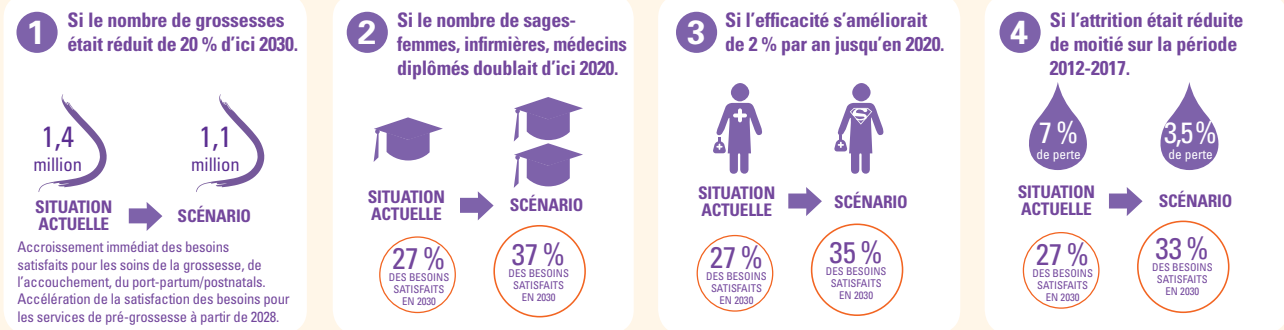 1
Si le nombre de grossesses
était réduit de 20 % d'ici 2030.
1,4
million
1,1
million
SITUATION
ACTUELLE
SCÉNARIO
Accroissement immédiat des besoins
satisfaits pour les soins de la grossesse, de
l'accouchement, du port-partum/postnatals.
Accélération de la satisfaction des besoins pour
les services de pré-grossesse à partir de 2028.
2
Si le nombre de sages-
femmes, infirmières, médecins
diplômés doublait d'ici 2020.
SITUATION
ACTUELLE
SCÉNARIO
27 %
DES BESOINS
SATISFAITS
EN 2030
37 %
DES BESOINS
SATISFAITS
EN 2030
3
Si l'efficacité s'améliorait
de 2 % par an jusqu'en 2020.
SITUATION
ACTUELLE
SCÉNARIO
27 %
DES BESOINS
SATISFAITS
EN 2030
35 %
DES BESOINS
SATISFAITS
EN 2030
4
Si l'attrition était réduite
de moitié sur la période
2012-2017.
7 %
de perte
3,5%
de perte
SITUATION
ACTUELLE
SCÉNARIO
27 %
DES BESOINS
SATISFAITS
EN 2030
33 %
DES BESOINS
SATISFAITS
EN 2030